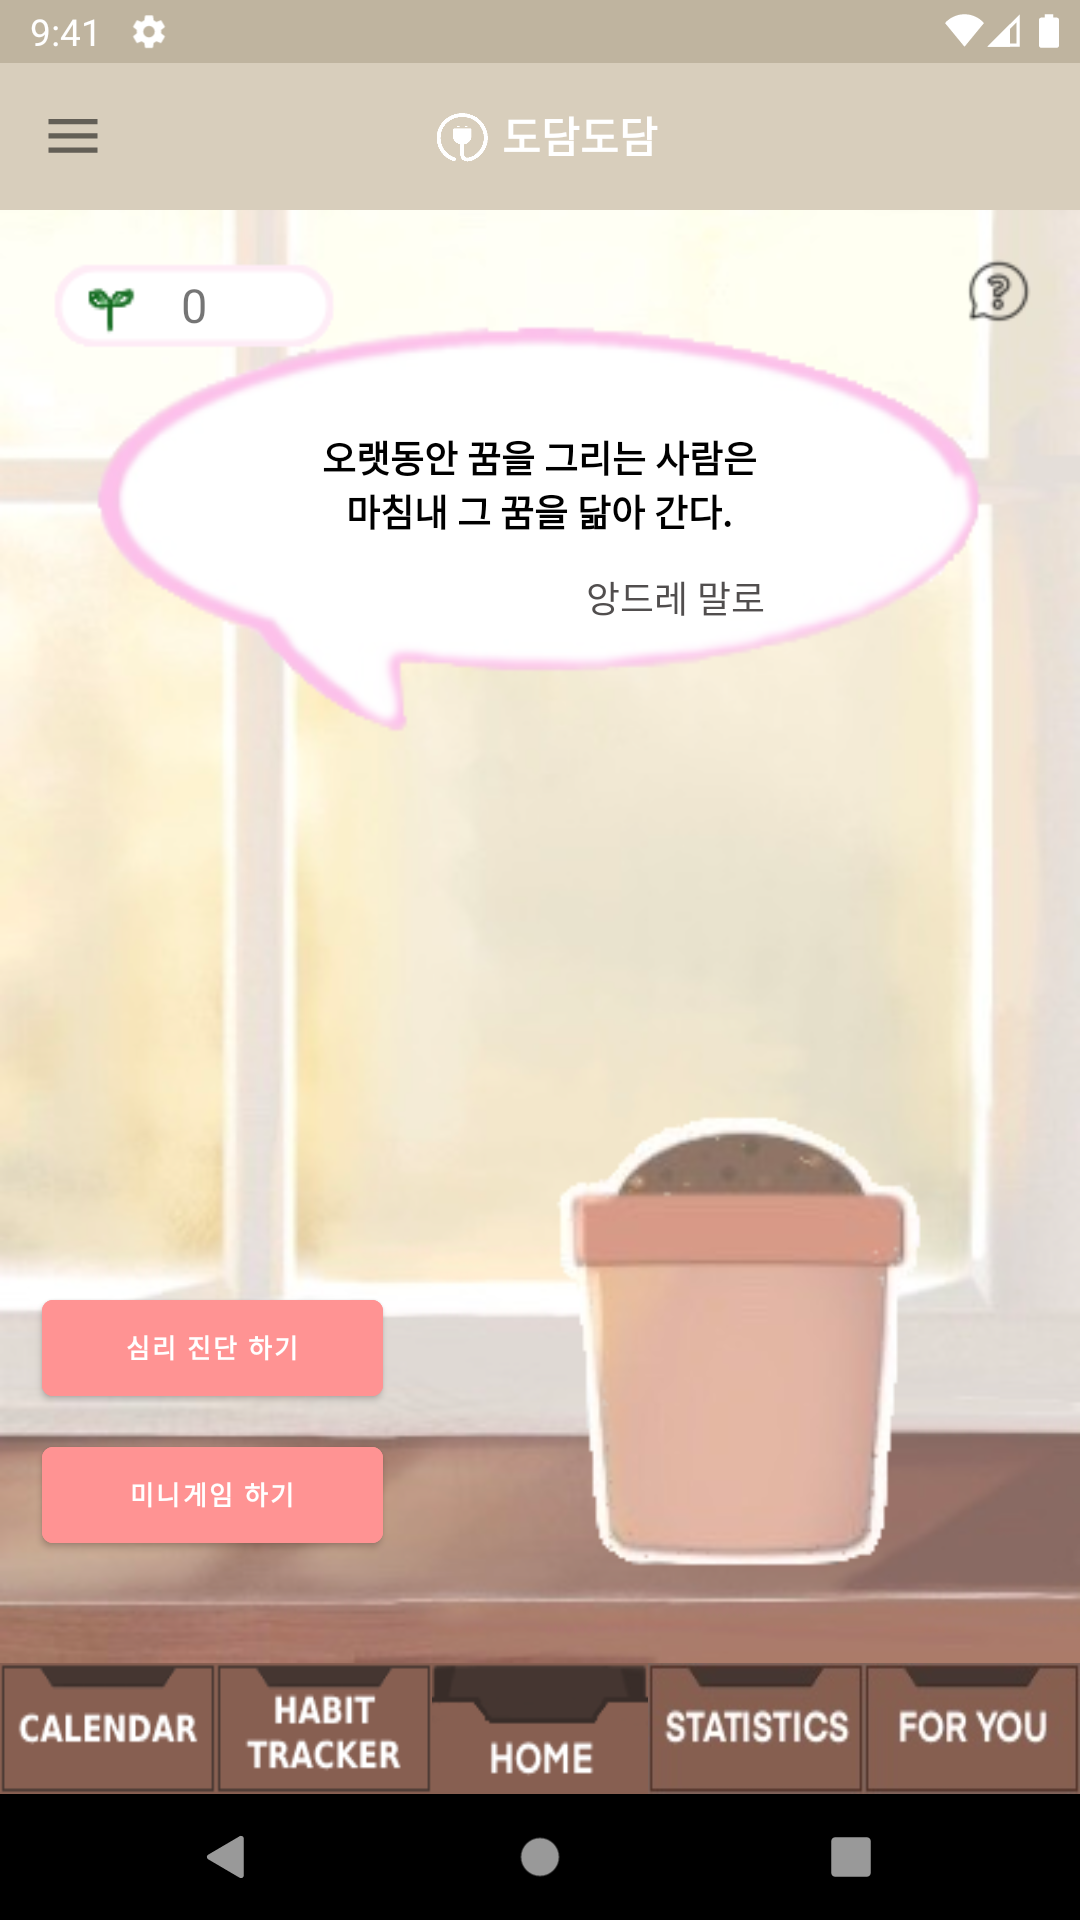 9:41
도담도담
0
오랫동안 꿈을 그리는 사람은
마침내 그 꿈을 닮아 간다.
앙드레 말로
심리 진단 하기
미니게임 하기
CALENDAR
HABIT
TRACKER
HOME
STATISTICS
FOR YOU